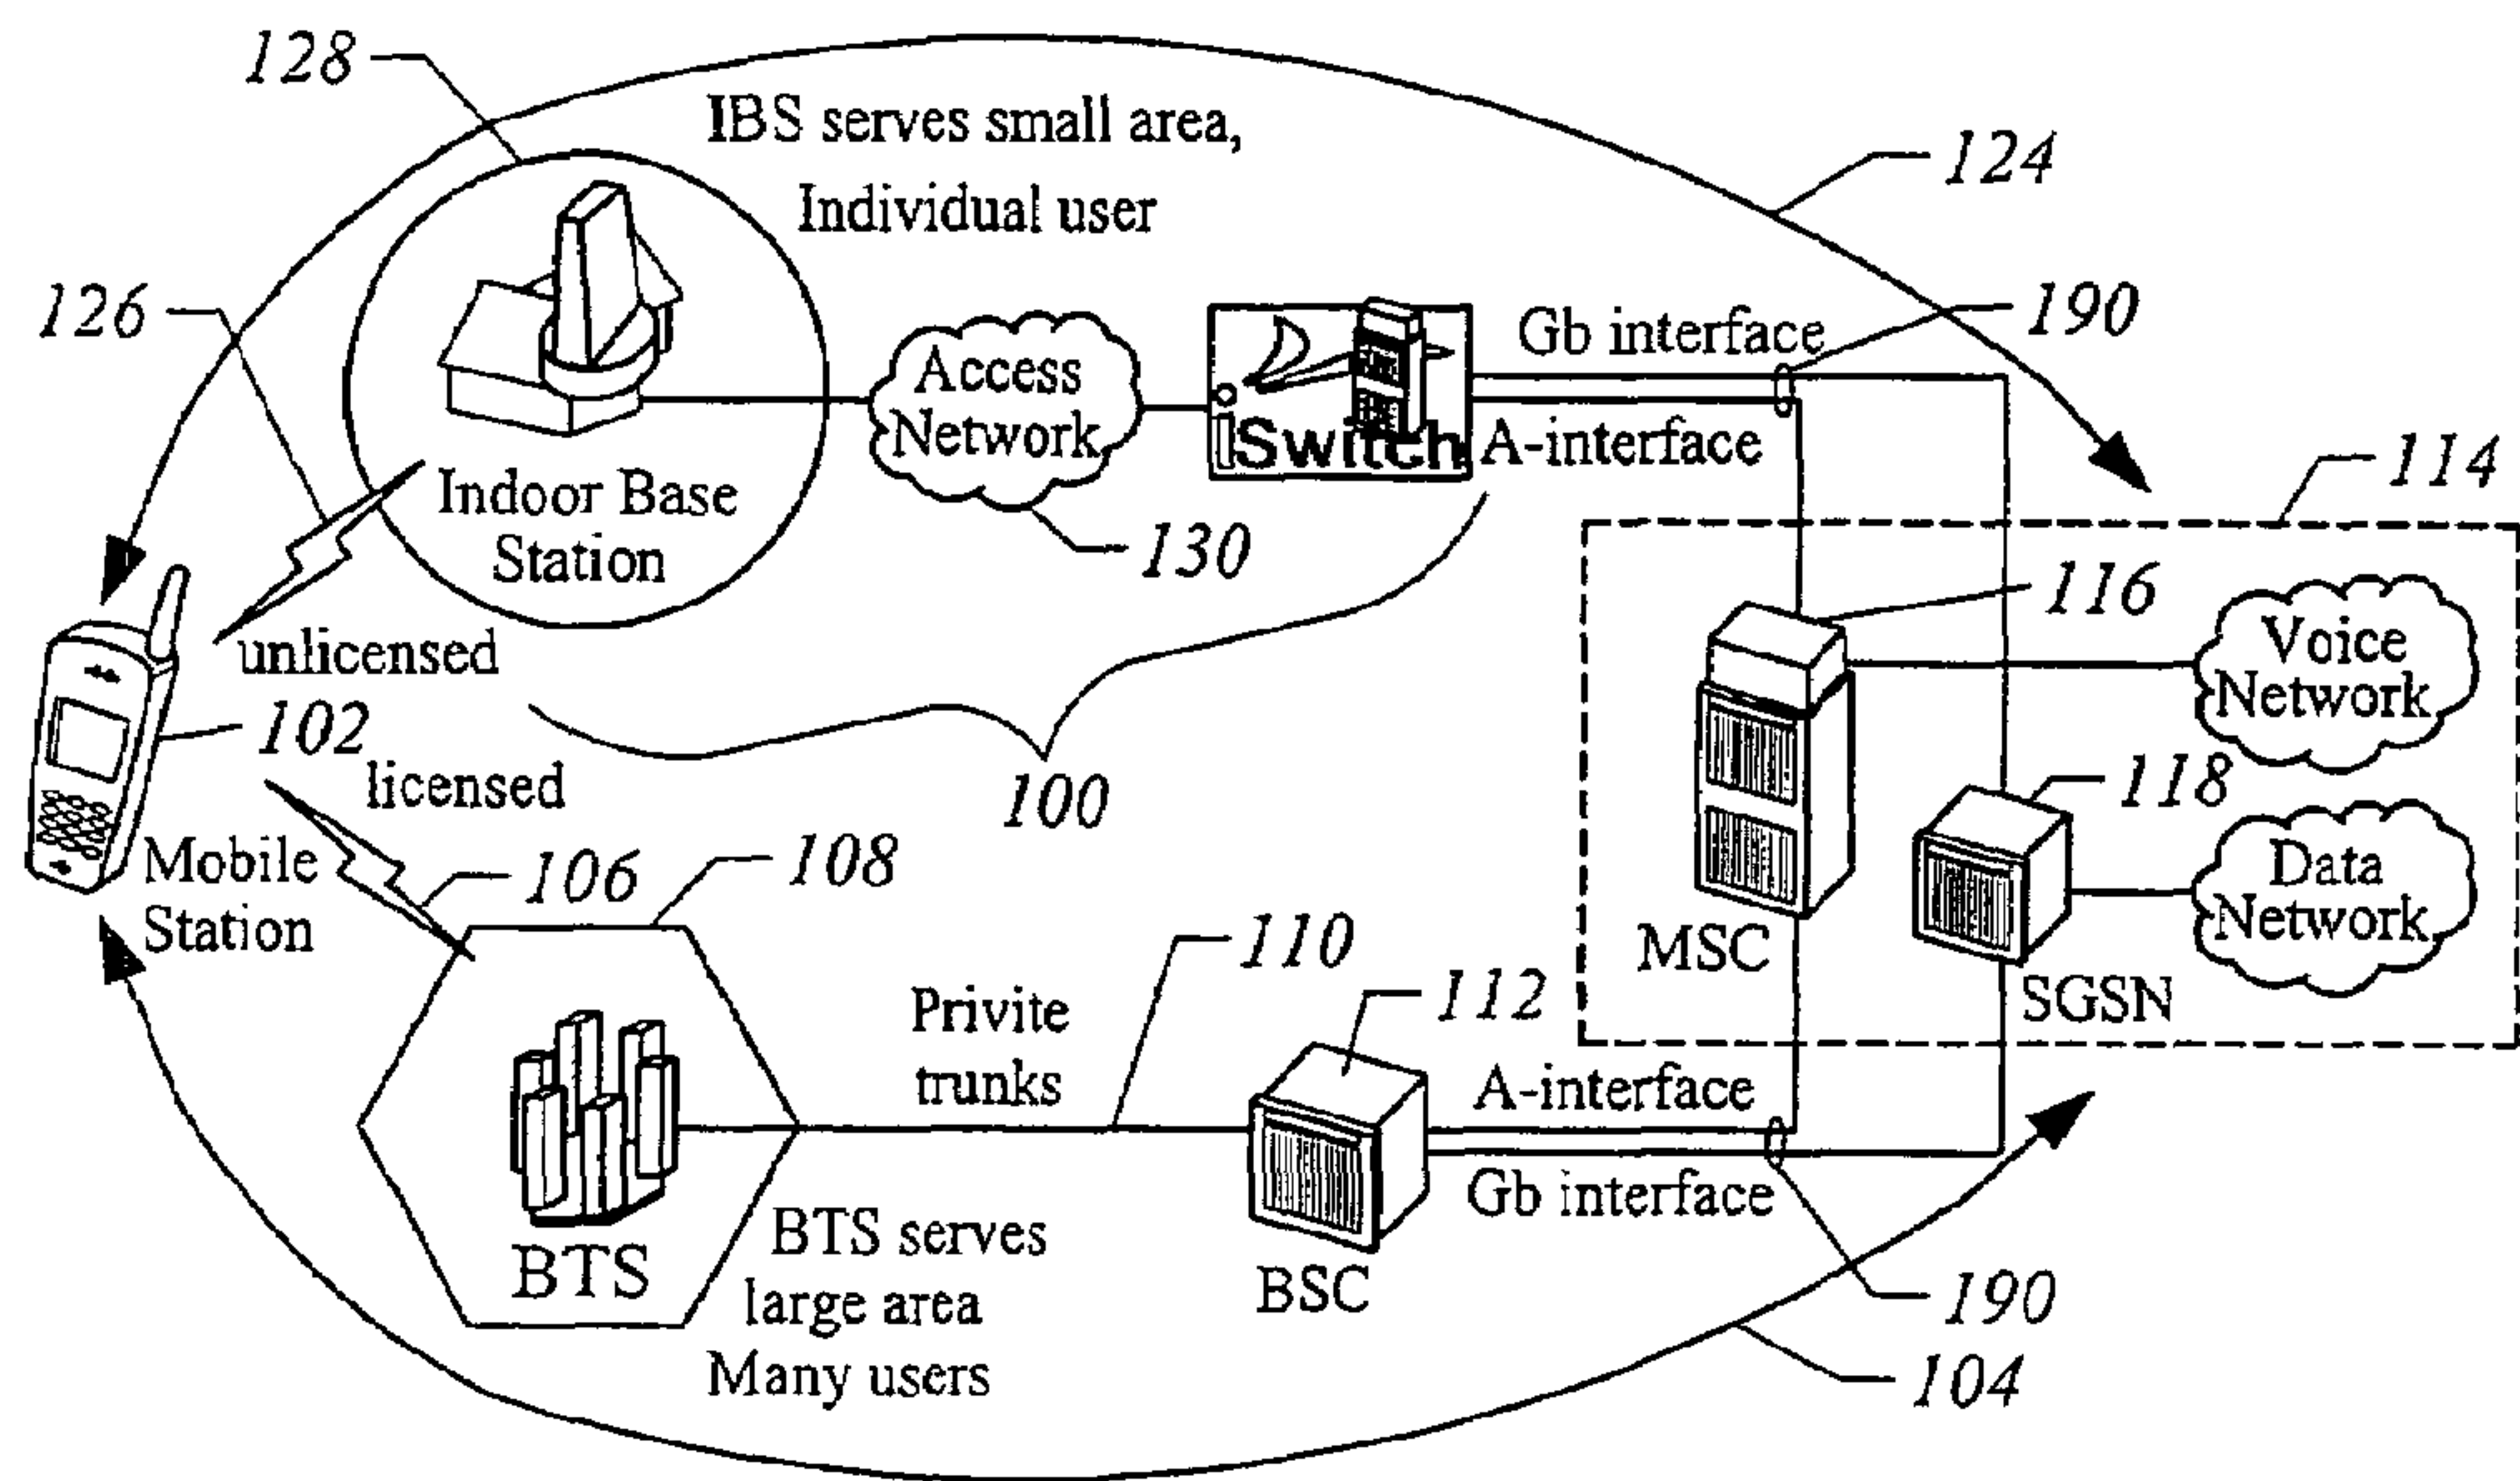 128
IBS serves small area,
Individual user
124
126
190
Gb interface
Access
Network
iSwitch
A-interface
114
Indoor Base
Station
130
116
unlicensed
Voice
Network
102
licensed
100
118
Mobile
Station
106
108
Data
Network
MSC
110
112
SGSN
Privite
trunks
A-interface
Gb interface
BTS
BTS serves
large area
Many users
BSC
190
104